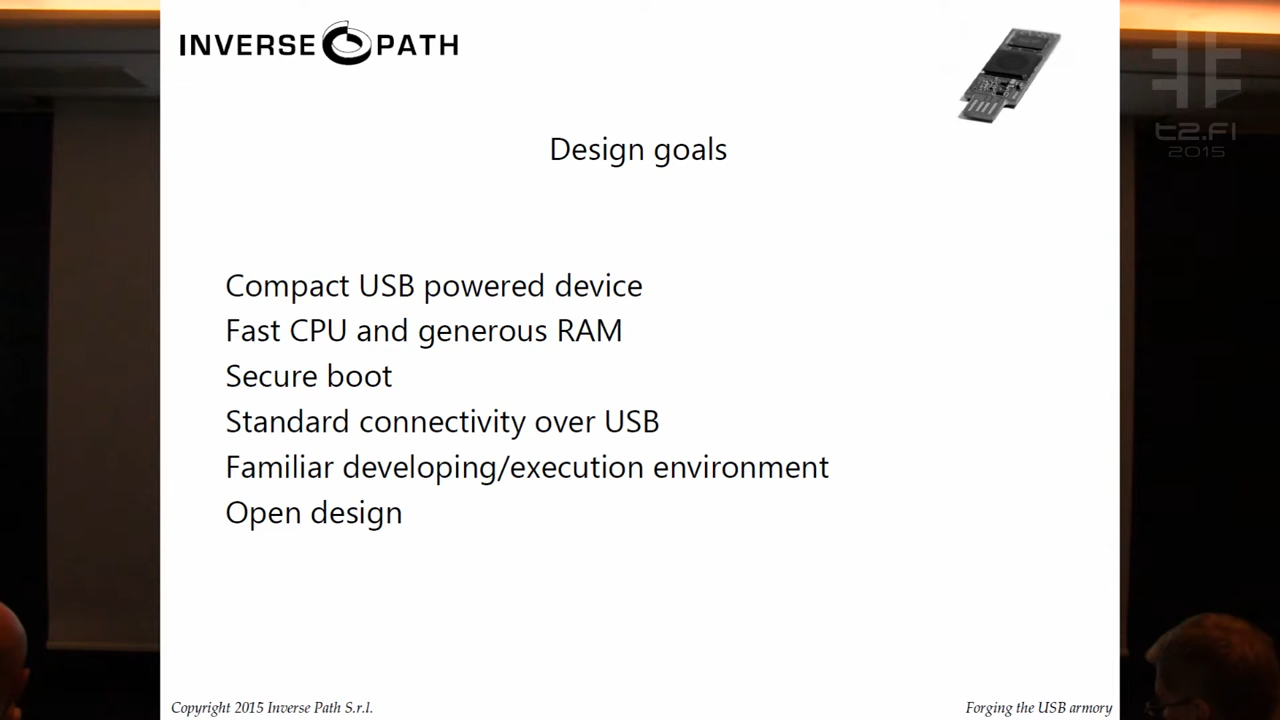 INVERSE PATH
t2.FI
2015
Design goals
Compact USB powered device
Fast CPU and generous RAM
Secure boot
Standard connectivity over USB
Familiar developing/execution environment
Open design
Copyright 2015 Inverse Path S.r.l.
Forging the USB armory